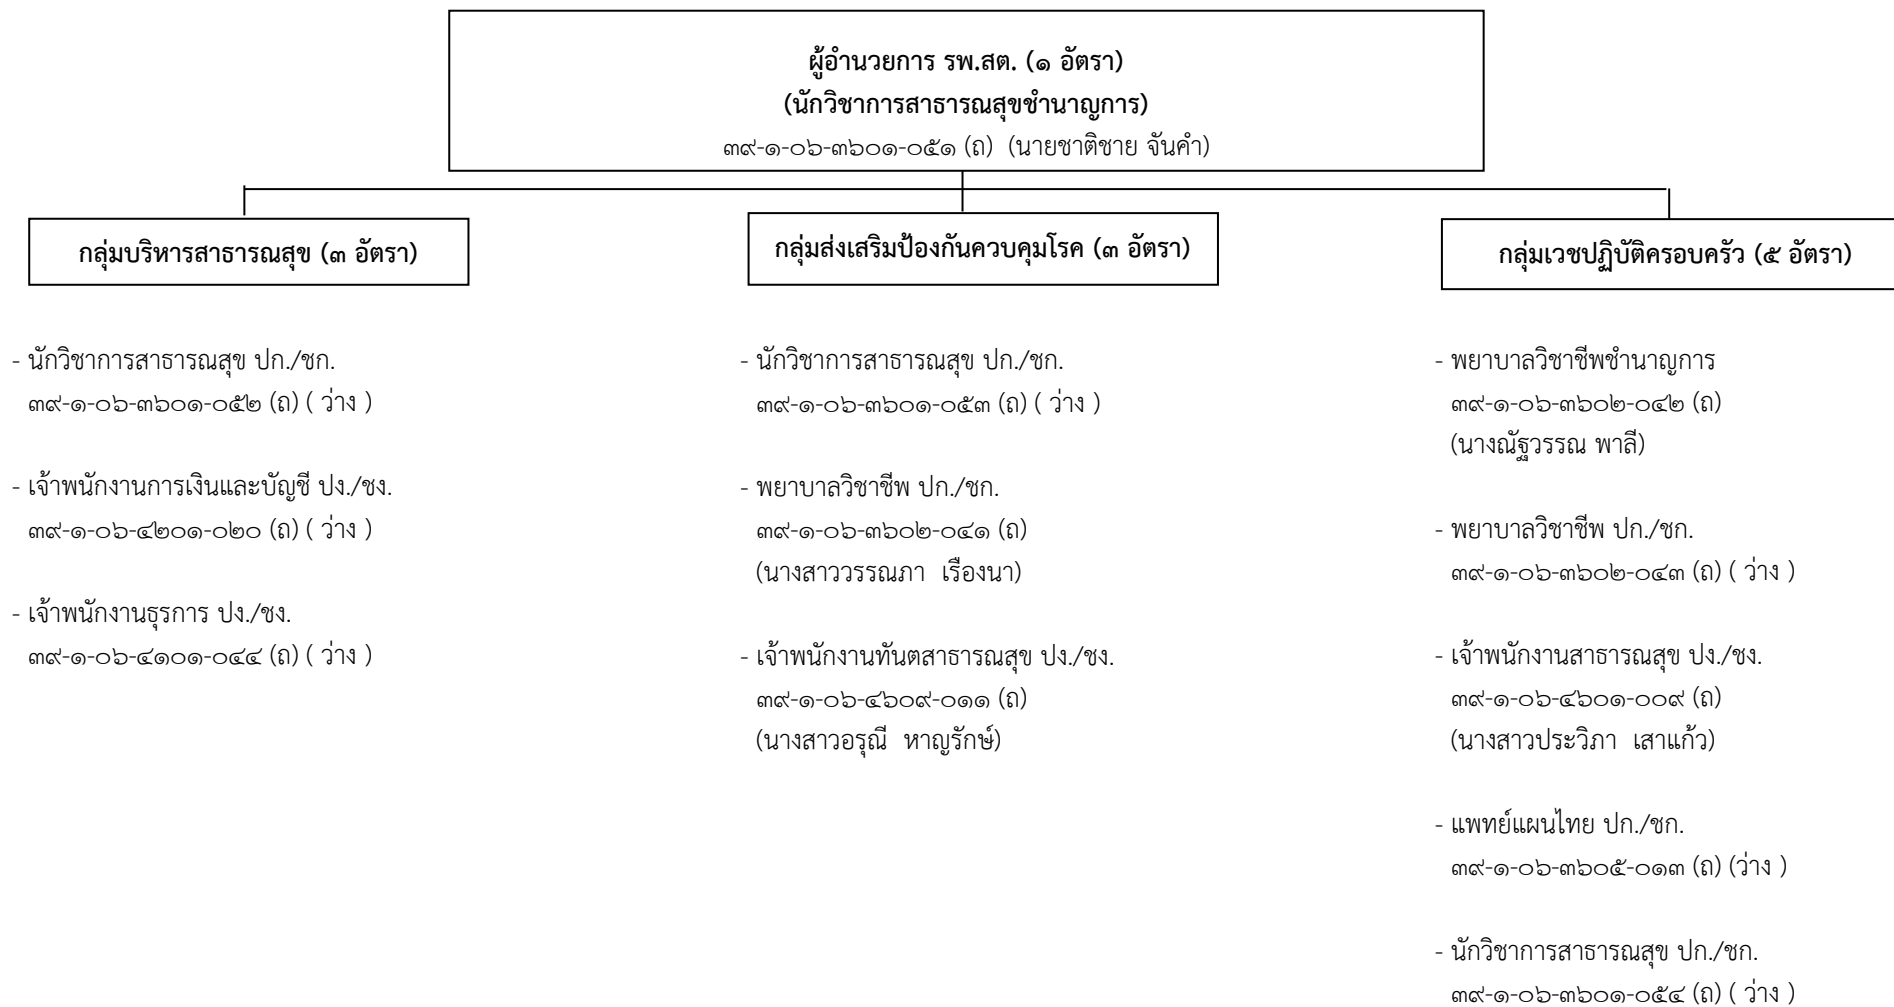 ผู้อำนวยการ รพ.สต. (๑ อัตรา)
(นักวิชาการสาธารณสุขชำนาญการ)
๓๙-๑-๐๖-๓๖๐๑-๐๕๑ (ถ) (นายชาติชาย จันคำ)
กลุ่มบริหารสาธารณสุข (๓ อัตรา)
- นักวิชาการสาธารณสุข ปก./ชก.
๓๙-๑-๐๖-๓๖๐๑-๐๕๒ (ถ) ( ว่าง )
- เจ้าพนักงานการเงินและบัญชี ปง./ชง.
๓๙-๑-๐๖-๔๒๐๑-๐๒๐ (ถ) ( ว่าง )
- เจ้าพนักงานธุรการ ปง./ชง.
๓๙-๑-๐๖-๔๑๐๑-๐๔๔ (ถ) ( ว่าง )
กลุ่มส่งเสริมป้องกันควบคุมโรค (๓ อัตรา)
- นักวิชาการสาธารณสุข ปก./ชก.
๓๙-๑-๐๖-๓๖๐๑-๐๕๓ (ถ) ( ว่าง )
- พยาบาลวิชาชีพ ปก./ชก.
๓๙-๑-๐๖-๓๖๐๒-๐๔๑ (ถ)
(นางสาววรรณภา เรืองนา)
- เจ้าพนักงานทันตสาธารณสุข ปง./ชง.
๓๙-๑-๐๖-๔๖๐๙-๐๑๑ (ถ)
(นางสาวอรุณี หาญรักษ์)
กลุ่มเวชปฏิบัติครอบครัว (๕ อัตรา)
- พยาบาลวิชาชีพชำนาญการ
๓๙-๑-๐๖-๓๖๐๒-๐๔๒ (ถ)
(นางณัฐวรรณ พาลี)
- พยาบาลวิชาชีพ ปก./ชก.
๓๙-๑-๐๖-๓๖๐๒-๐๔๓ (ถ) ( ว่าง )
- เจ้าพนักงานสาธารณสุข ปง./ชง.
๓๙-๑-๐๖-๔๖๐๑-๐๐๙ (ถ)
(นางสาวประวิภา เสาแก้ว)
- แพทย์แผนไทย ปก./ชก.
๓๙-๑-๐๖-๓๖๐๕-๐๑๓ (ถ) (ว่าง )
- นักวิชาการสาธารณสุข ปก./ชก.
๓๙-๑-๐๖-๓๖๐๑-๐๕๔ (ถ) ( ว่าง )